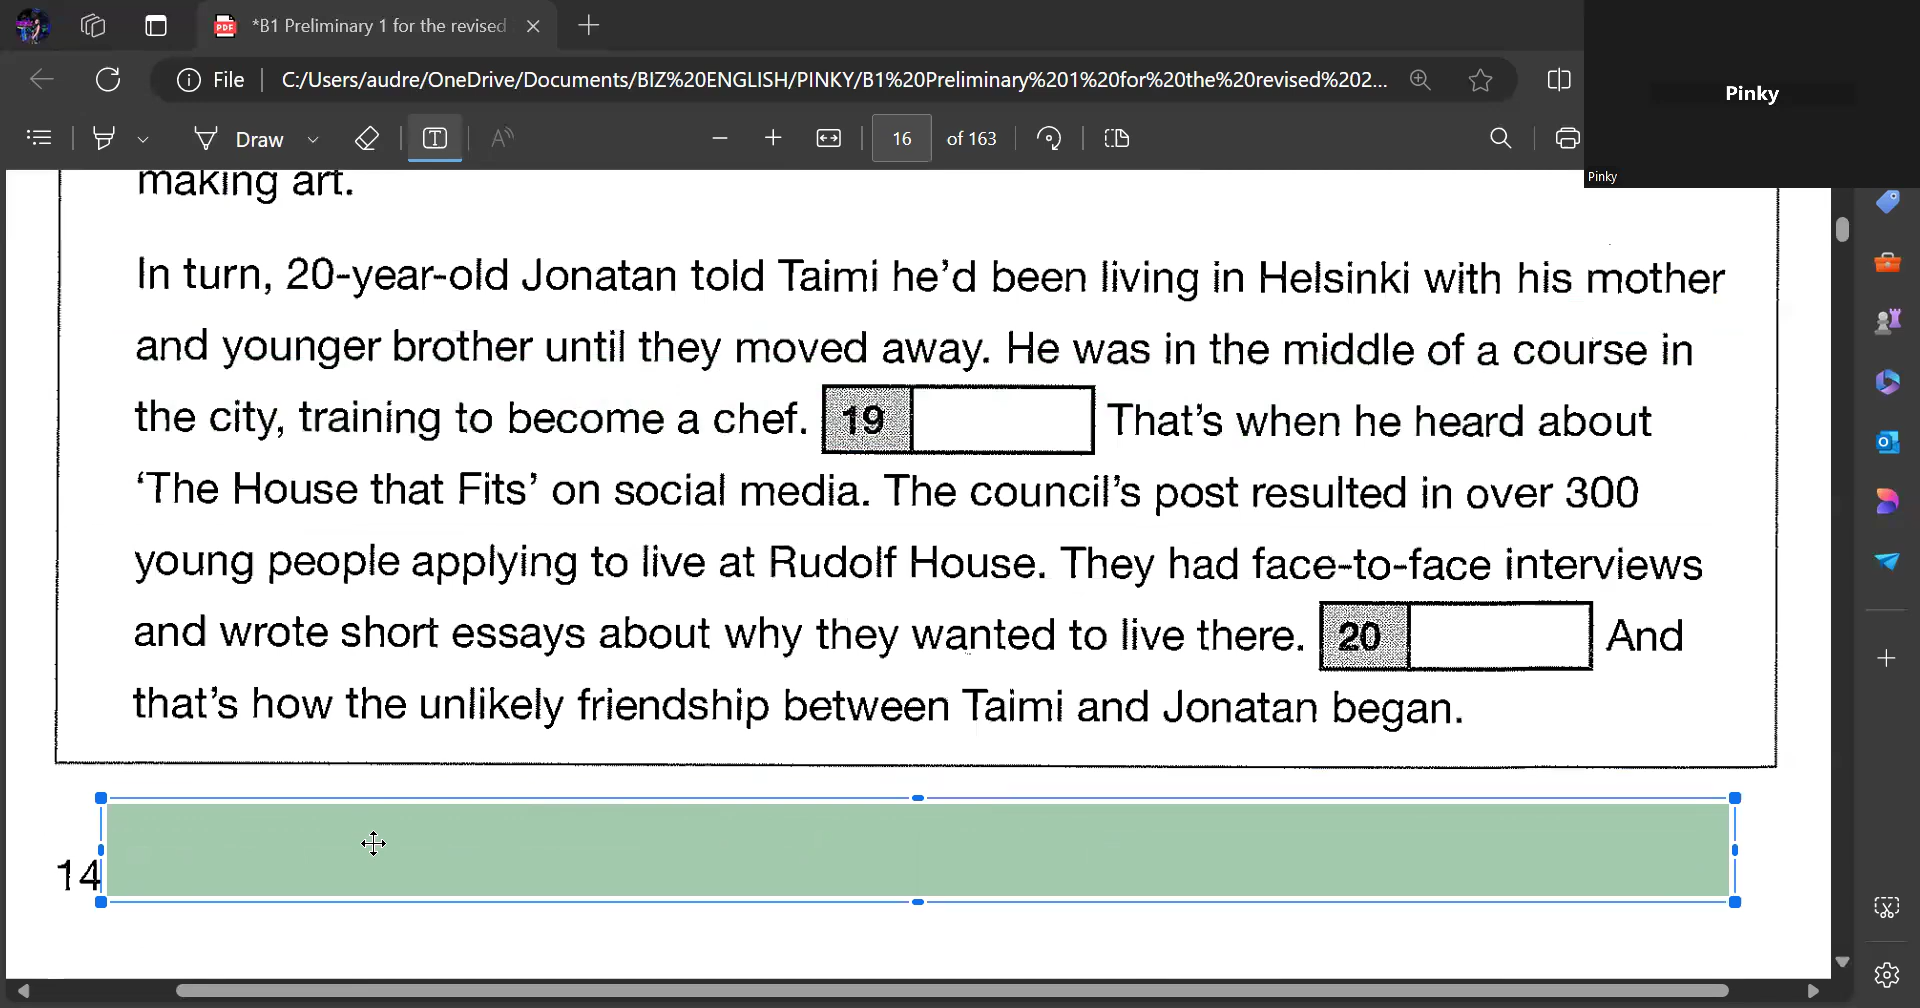 *B1 Preliminary 1 for the revised
File
C:/Users/audre/OneDrive/Documents/BIZ%20ENGLISH/PINKY/B1%20Preliminary%201%20for%20the%20revised%202...
Pinky
Draw
16 of 163
Pinky
making art.
In turn, 20-year-old Jonatan told Taimi he’d been living in Helsinki with his mother
and younger brother until they moved away. He was in the middle of a course in
the city, training to become a chef. 19 That’s when he heard about
‘The House that Fits’ on social media. The council’s post resulted in over 300
young people applying to live at Rudolf House. They had face-to-face interviews
and wrote short essays about why they wanted to live there. 20 And
that’s how the unlikely friendship between Taimi and Jonatan began.
14